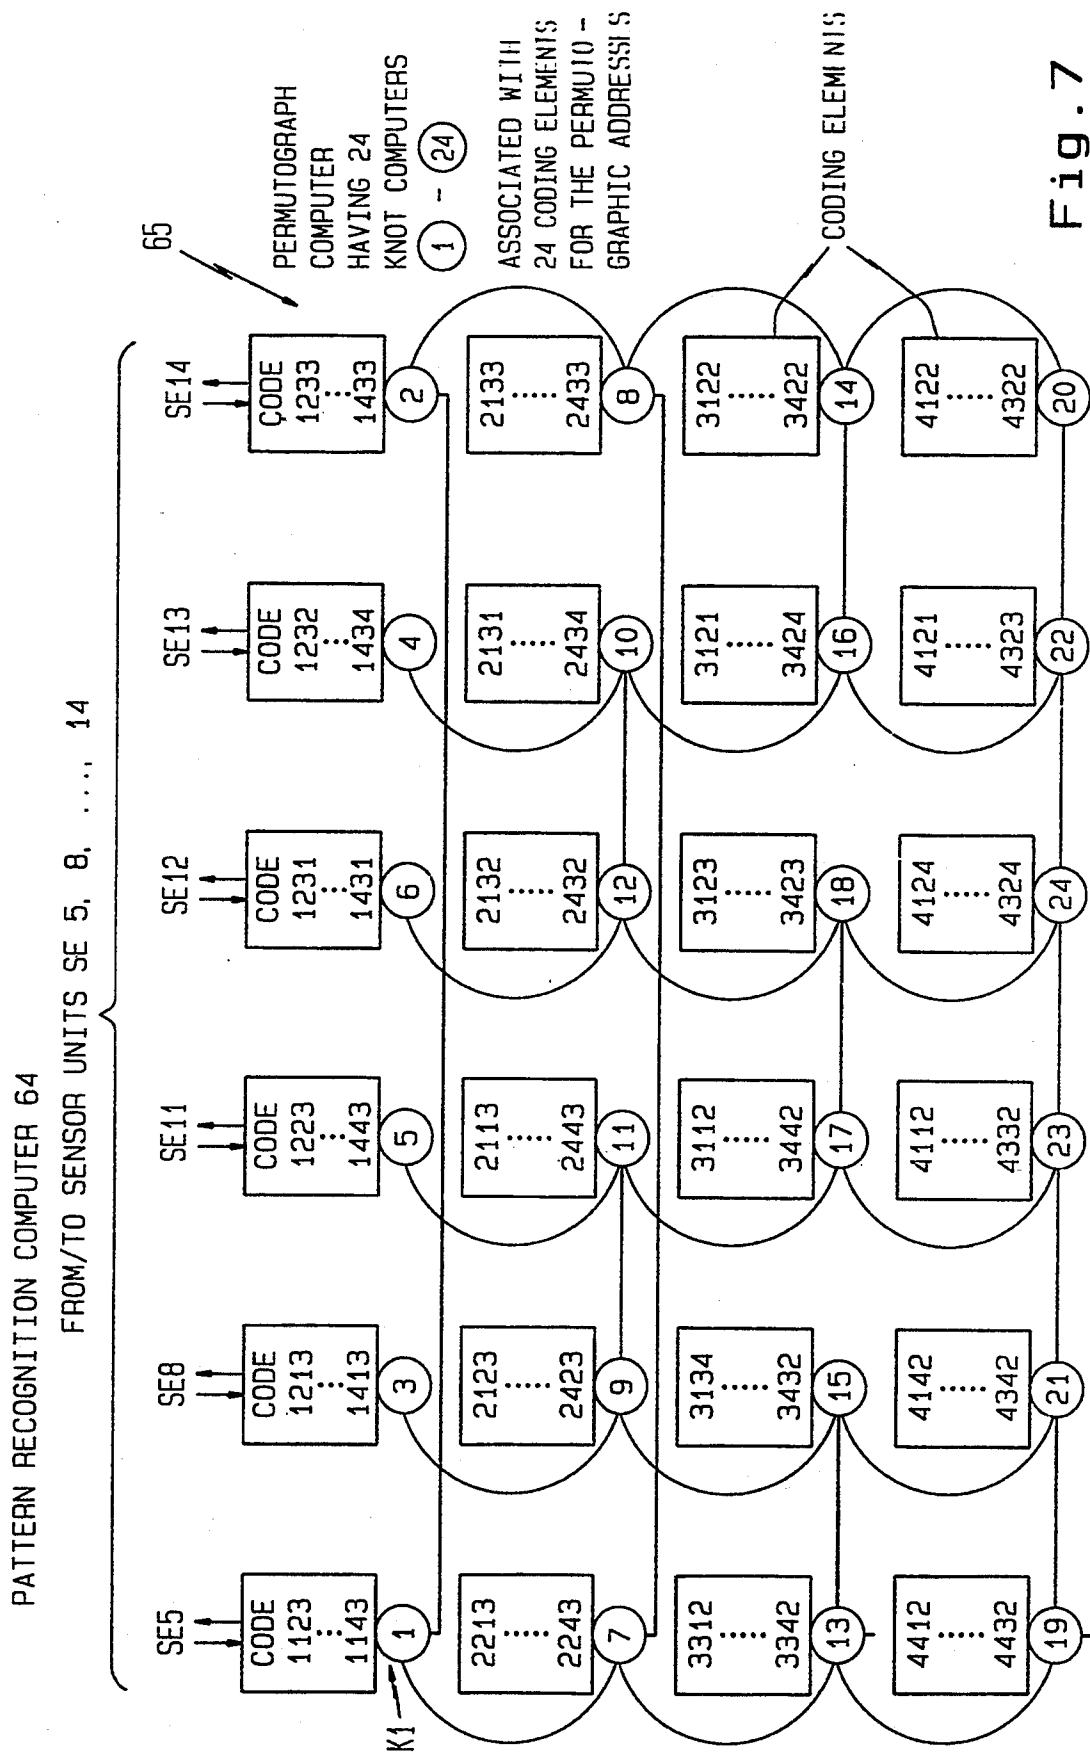 PATTERN RECOGNITION COMPUTER 64
FROM/TO SENSOR UNITS SE 5, 8, ...., 14
65
SE5
SE8
SE11
SE12
SE13
SE14
CODE
1123
1143
CODE
1213
1413
CODE
1223
1443
CODE
1231
1431
CODE
1232
1434
CODE
1233
1433
K1
1
3
5
6
4
2
2213
2243
2123
2423
2113
2443
2132
2432
2131
2434
2133
2433
7
9
11
12
10
8
3312
3342
3134
3432
3112
3442
3123
3423
3121
3424
3122
3422
13
15
17
18
16
14
4412
4432
4142
4342
4112
4332
4124
4324
4121
4323
4122
4322
19
21
23
24
22
20
PERMUTOGRAPH
COMPUTER
HAVING 24
KNOT COMPUTERS
1 - 24
ASSOCIATED WITH
24 CODING ELEMENTS
FOR THE PERMUTO -
GRAPHIC ADDRESSES
CODING ELEMENTS
Fig.7